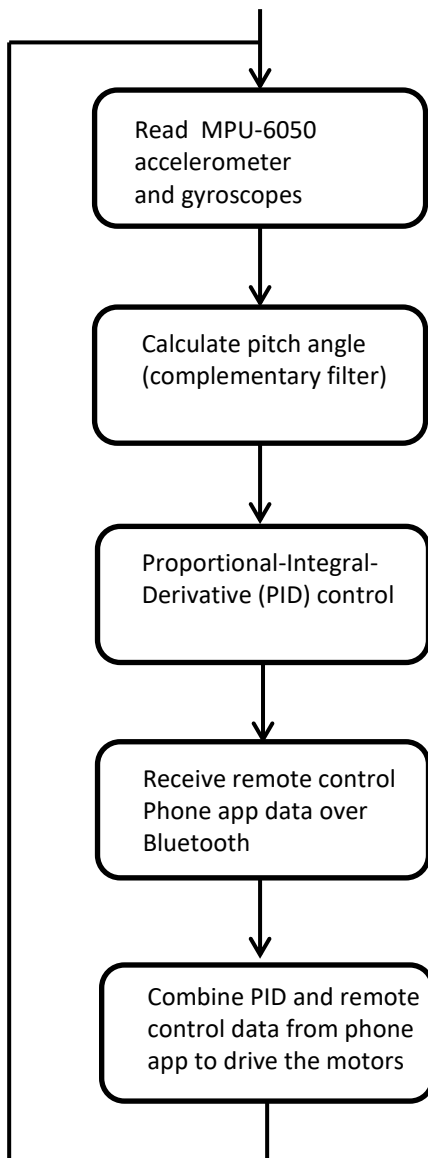 Read MPU-6050
accelerometer
and gyroscopes
Calculate pitch angle
(complementary filter)
Proportional-Integral-
Derivative (PID) control
Receive remote control
Phone app data over
Bluetooth
Combine PID and remote
control data from phone
app to drive the motors